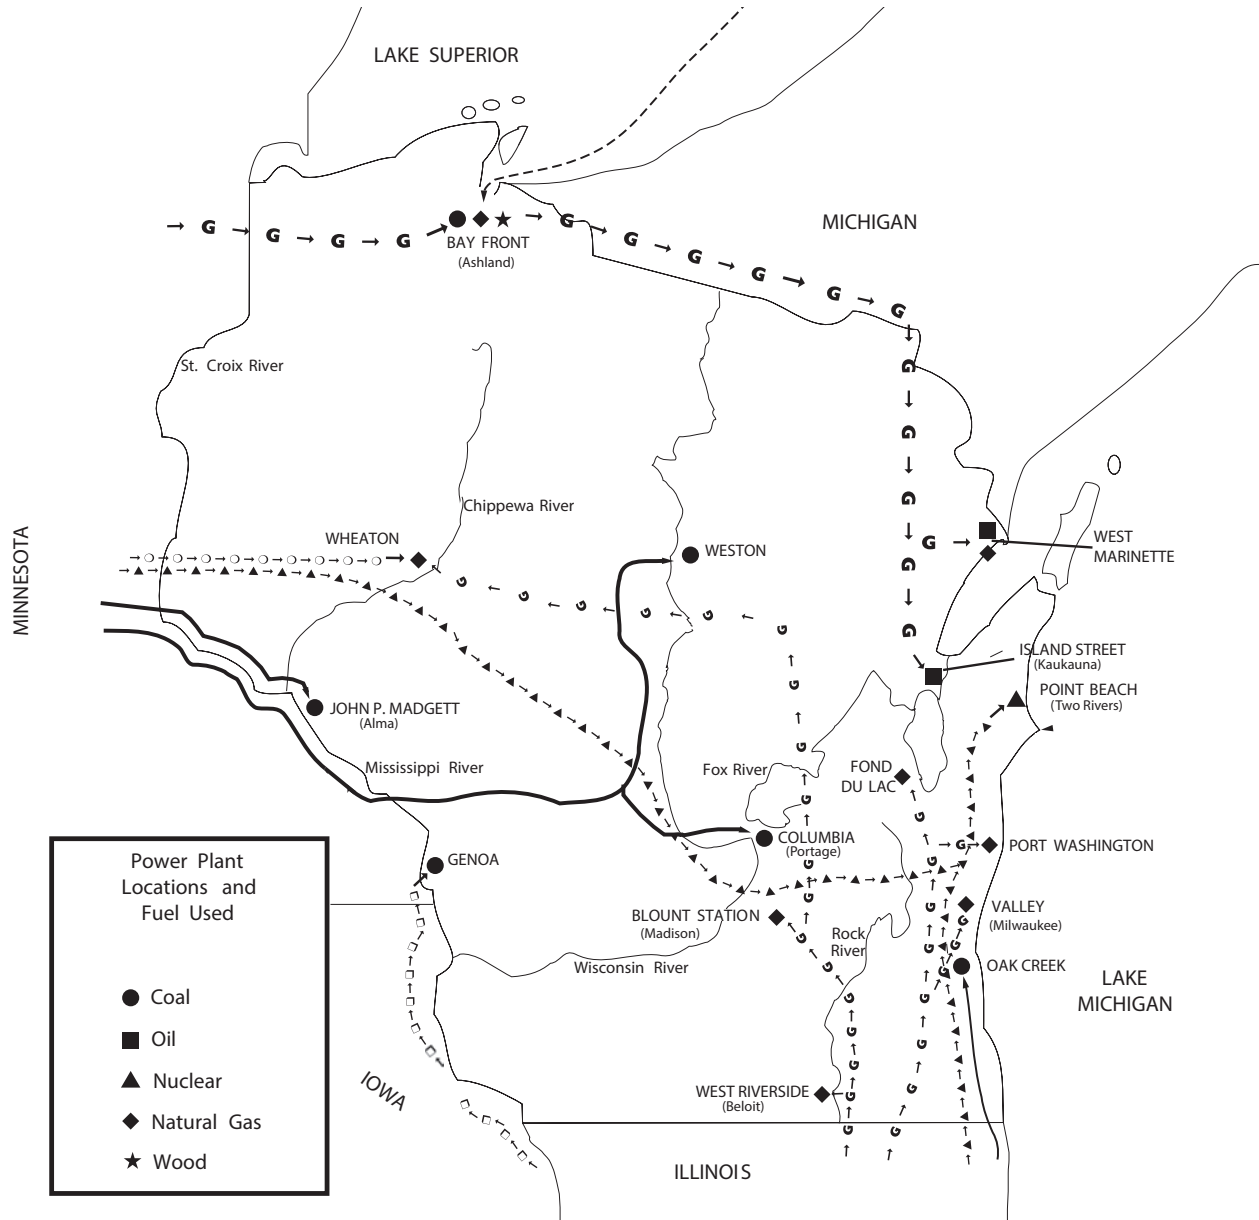 LAKE SUPERIOR
MICHIGAN
G G G G G G G G G G
BAY FRONT
(Ashland)
G
St. Croix River
G
G
G
Chippewa River
MINNESOTA
WHEATON
WESTON
G
WEST
MARINETTE
G
G G G G G G
G
ISLAND STREET
(Kaukauna)
G
POINT BEACH
(Two Rivers)
JOHN P. MADGETT
(Alma)
G
Mississippi River
Fox River
FOND
DU LAC
G
G
COLUMBIA
(Portage)
G
PORT WASHINGTON
GENOA
G
G
Power Plant
Locations and
Fuel Used
BLOUNT STATION
(Madison)
G
G
VALLEY
(Milwaukee)
G
Rock
River
G
G
G
Wisconsin River
G
G
OAK CREEK
LAKE
MICHIGAN
Coal
G
G
Oil
G
G
Nuclear
G
IOWA
WEST RIVERSIDE
(Beloit)
G
G
Natural Gas
G
G
Wood
ILLINOIS